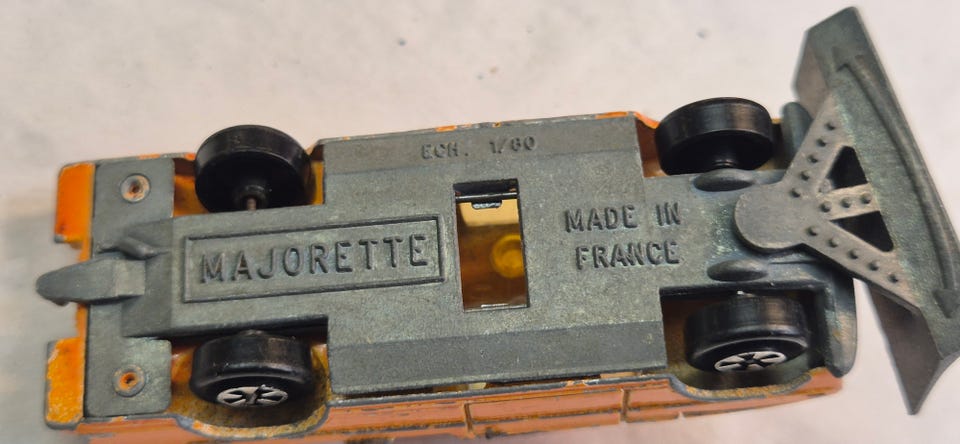 ECH. 1/60
MAJORETTE
MADE IN
FRANCE